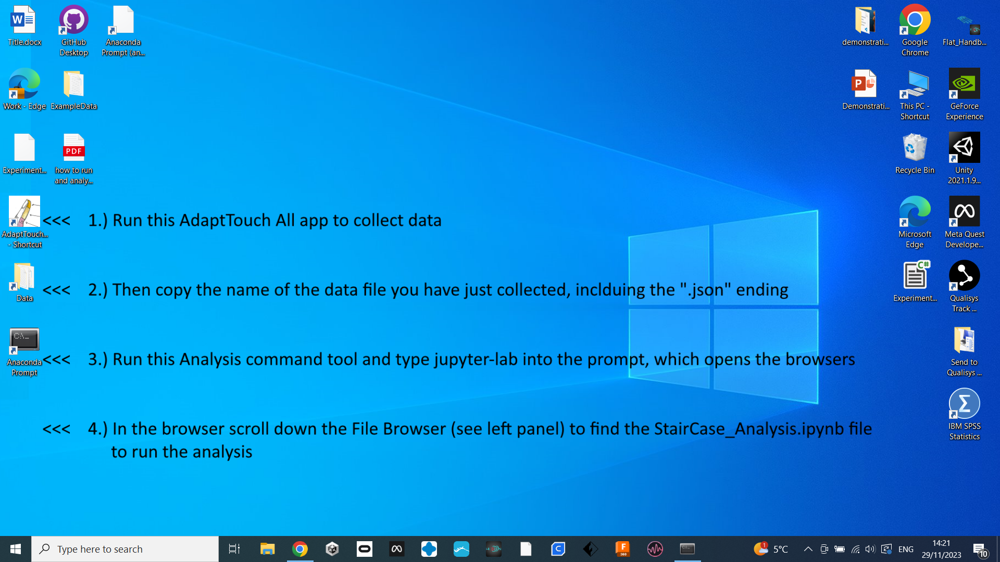 Title.docx
GitHub
Desktop
Anaconda
Prompt (an...
Work - Edge
ExampleData
Experiment...
PDF
how to run
and analy...
AdaptTouch...
- Shortcut
Data
Anaconda
Prompt
<<< 1.) Run this AdaptTouch All app to collect data
<<< 2.) Then copy the name of the data file you have just collected, inclduing the ".json" ending
<<< 3.) Run this Analysis command tool and type jupyter-lab into the prompt, which opens the browsers
<<< 4.) In the browser scroll down the File Browser (see left panel) to find the StairCase_Analysis.ipynb file
to run the analysis
demonstrati...
Google
Chrome
Flat_Handb...
Demonstrati...
This PC -
Shortcut
GeForce
Experience
Recycle Bin
Unity
2021.1.9...
Microsoft
Edge
Meta Quest
Develope...
C#
Experiment...
Qualisys
Track ...
Send to
Qualisys ...
IBM SPSS
Statistics
Type here to search
F
360
1
5°C
ENG
14:21
29/11/2023
10